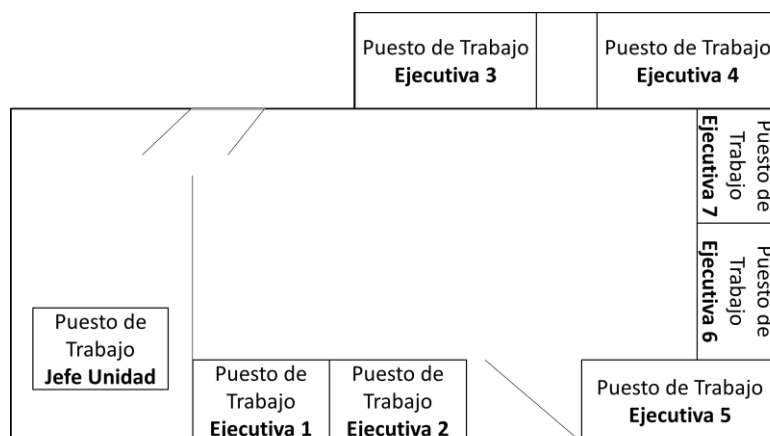 Puesto de Trabajo
Ejecutiva 3
Puesto de Trabajo
Ejecutiva 4
Puesto de
Trabajo
Ejecutiva 7
Puesto de
Trabajo
Ejecutiva 6
Puesto de
Trabajo
Jefe Unidad
Puesto de
Trabajo
Ejecutiva 1
Puesto de
Trabajo
Ejecutiva 2
Puesto de Trabajo
Ejecutiva 5